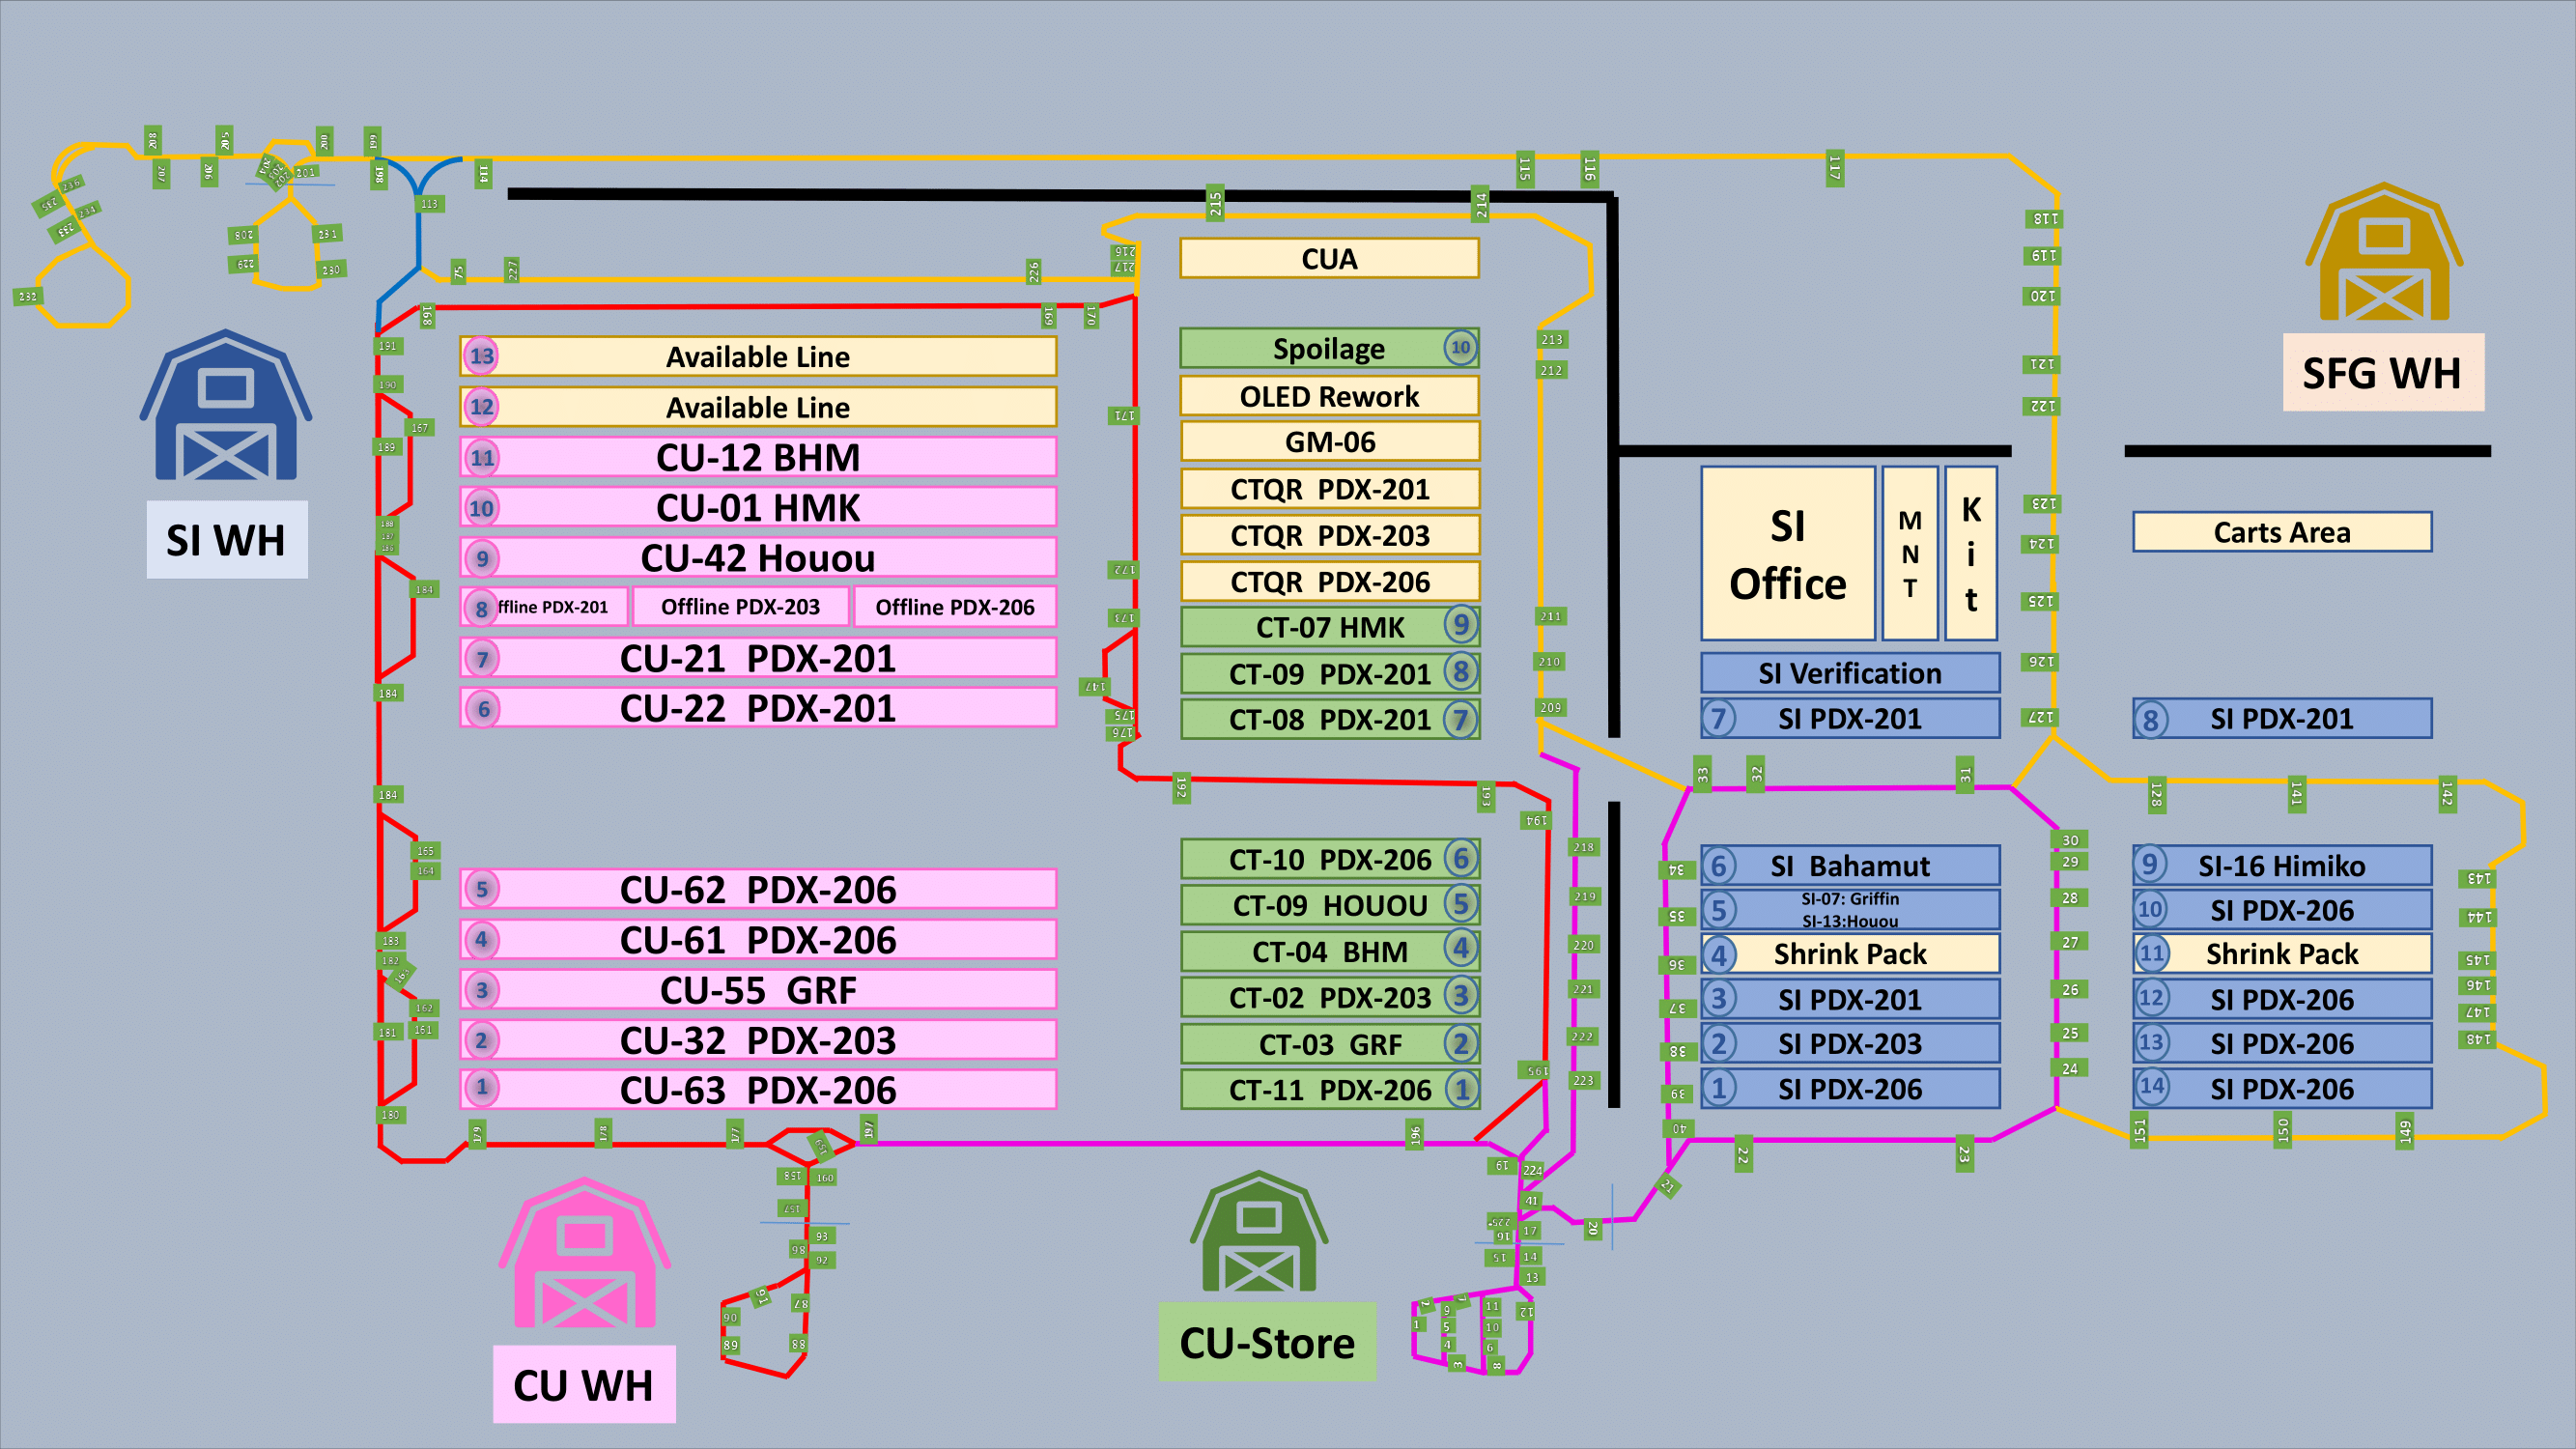 208
205
200
199
207
206
204
203
202
201
198
114
115
116
117
236
235
234
233
232
208
229
231
230
113
75
227
226
216
217
215
214
118
119
120
121
122
123
124
125
126
127
SI WH
SFG WH
168
169
170
191
190
167
189
188
187
184
184
184
165
164
183
182
162
181
161
180
13 Available Line
12 Available Line
11 CU-12 BHM
10 CU-01 HMK
9 CU-42 Houou
8 ffline PDX-201
Offline PDX-203
Offline PDX-206
7 CU-21 PDX-201
6 CU-22 PDX-201
5 CU-62 PDX-206
4 CU-61 PDX-206
3 CU-55 GRF
2 CU-32 PDX-203
1 CU-63 PDX-206
171
172
173
147
175
176
192
193
194
195
CUA
Spoilage 10
OLED Rework
GM-06
CTQR PDX-201
CTQR PDX-203
CTQR PDX-206
CT-07 HMK 9
CT-09 PDX-201 8
CT-08 PDX-201 7
CT-10 PDX-206 6
CT-09 HOUOU 5
CT-04 BHM 4
CT-02 PDX-203 3
CT-03 GRF 2
CT-11 PDX-206 1
213
212
211
210
209
218
219
220
221
222
223
SI
Office
M
N
T
K
i
t
SI Verification
7 SI PDX-201
33
32
31
34
35
36
37
38
39
40
6 SI Bahamut
5 SI-07: Griffin
SI-13:Houou
4 Shrink Pack
3 SI PDX-201
2 SI PDX-203
1 SI PDX-206
30
29
28
27
26
25
24
22
23
21
20
Carts Area
8 SI PDX-201
128
141
142
9 SI-16 Himiko
10 SI PDX-206
11 Shrink Pack
12 SI PDX-206
13 SI PDX-206
14 SI PDX-206
143
144
145
146
147
148
151
150
149
179
178
177
159
197
196
158
160
157
93
86
92
91
87
90
89
88
CU WH
19
224
41
225
17
16
15
14
13
2
7
9
11
12
1
5
10
4
6
3
8
CU-Store